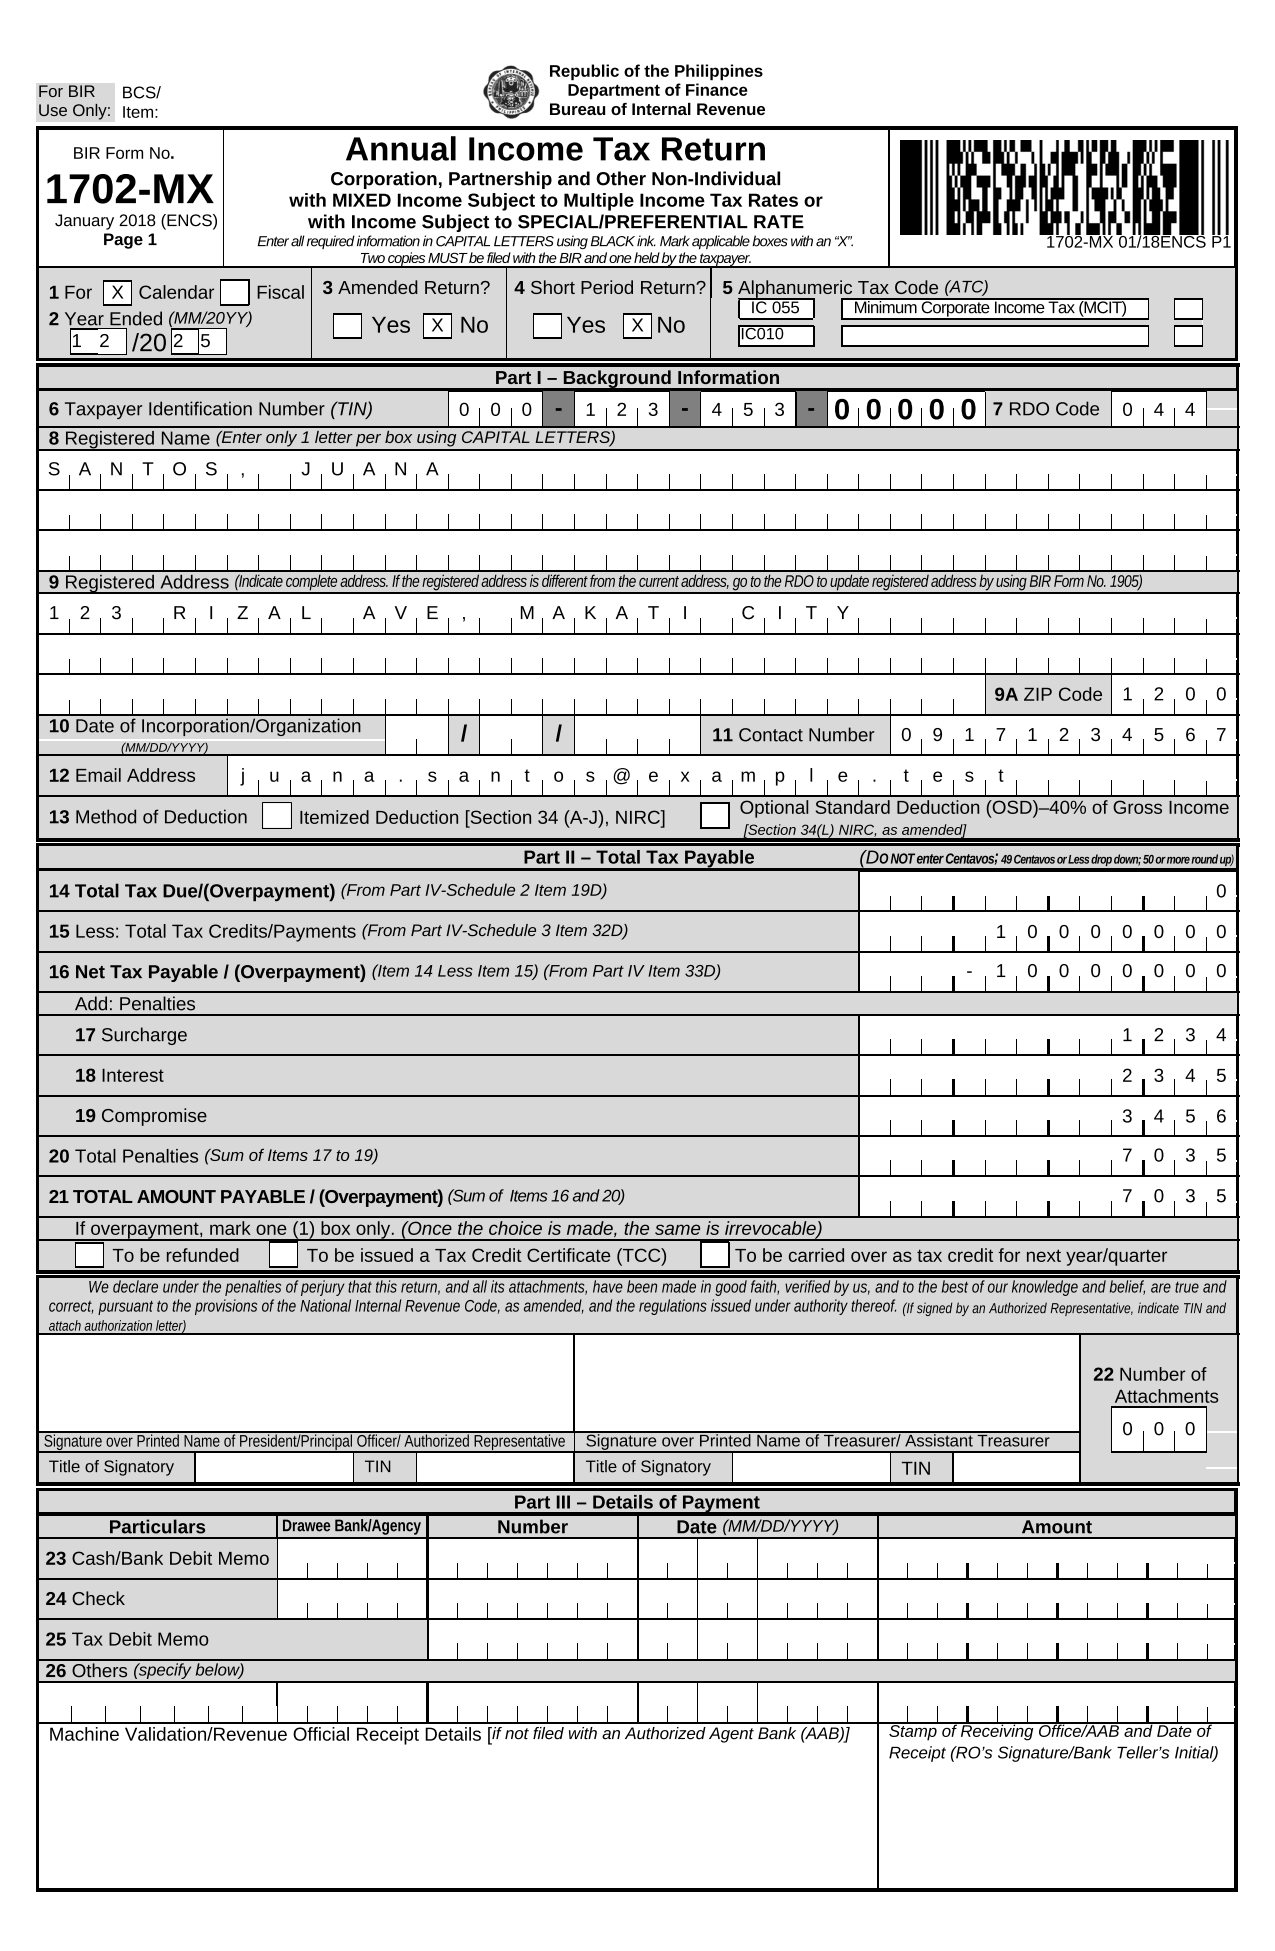 For BIR BCS/
Use Only: Item:
Republic of the Philippines
Department of Finance
Bureau of Internal Revenue
BIR Form No.
1702-MX
January 2018 (ENCS)
Page 1
Annual Income Tax Return
Corporation, Partnership and Other Non-Individual
with MIXED Income Subject to Multiple Income Tax Rates or
with Income Subject to SPECIAL/PREFERENTIAL RATE
Enter all required information in CAPITAL LETTERS using BLACK ink. Mark applicable boxes with an “X”.
Two copies MUST be filed with the BIR and one held by the taxpayer.
1702-MX 01/18ENCS P1
1 For X Calendar Fiscal
2 Year Ended (MM/20YY)
1 2 /20 2 5
3 Amended Return?
Yes X No
4 Short Period Return?
Yes X No
5 Alphanumeric Tax Code (ATC)
IC 055 Minimum Corporate Income Tax (MCIT)
IC010
Part I – Background Information
6 Taxpayer Identification Number (TIN) 0 0 0 - 1 2 3 - 4 5 3 - 0 0 0 0 0 7 RDO Code 0 4 4
8 Registered Name (Enter only 1 letter per box using CAPITAL LETTERS)
SANTOS, JUANA
9 Registered Address (Indicate complete address. If the registered address is different from the current address, go to the RDO to update registered address by using BIR Form No. 1905)
123 RIZAL AVE, MAKATI CITY
9A ZIP Code 1 2 0 0
10 Date of Incorporation/Organization / / 11 Contact Number 0 9 1 7 1 2 3 4 5 6 7
(MM/DD/YYYY)
12 Email Address juana.santos@example.test
13 Method of Deduction Itemized Deduction [Section 34 (A-J), NIRC] Optional Standard Deduction (OSD)–40% of Gross Income
[Section 34(L) NIRC, as amended]
Part II – Total Tax Payable (DO NOT enter Centavos; 49 Centavos or Less drop down; 50 or more round up)
14 Total Tax Due/(Overpayment) (From Part IV-Schedule 2 Item 19D) 0
15 Less: Total Tax Credits/Payments (From Part IV-Schedule 3 Item 32D) 1 0 0 0 0 0 0 0
16 Net Tax Payable / (Overpayment) (Item 14 Less Item 15) (From Part IV Item 33D) - 1 0 0 0 0 0 0 0
Add: Penalties
17 Surcharge 1 2 3 4
18 Interest 2 3 4 5
19 Compromise 3 4 5 6
20 Total Penalties (Sum of Items 17 to 19) 7 0 3 5
21 TOTAL AMOUNT PAYABLE / (Overpayment) (Sum of Items 16 and 20) 7 0 3 5
If overpayment, mark one (1) box only. (Once the choice is made, the same is irrevocable)
To be refunded To be issued a Tax Credit Certificate (TCC) To be carried over as tax credit for next year/quarter
We declare under the penalties of perjury that this return, and all its attachments, have been made in good faith, verified by us, and to the best of our knowledge and belief, are true and
correct, pursuant to the provisions of the National Internal Revenue Code, as amended, and the regulations issued under authority thereof. (If signed by an Authorized Representative, indicate TIN and
attach authorization letter)
22 Number of
Attachments
0 0 0
Signature over Printed Name of President/Principal Officer/ Authorized Representative Signature over Printed Name of Treasurer/ Assistant Treasurer
Title of Signatory TIN Title of Signatory TIN
Part III – Details of Payment
Particulars Drawee Bank/Agency Number Date (MM/DD/YYYY) Amount
23 Cash/Bank Debit Memo
24 Check
25 Tax Debit Memo
26 Others (specify below)
Machine Validation/Revenue Official Receipt Details [if not filed with an Authorized Agent Bank (AAB)]
Stamp of Receiving Office/AAB and Date of
Receipt (RO’s Signature/Bank Teller’s Initial)